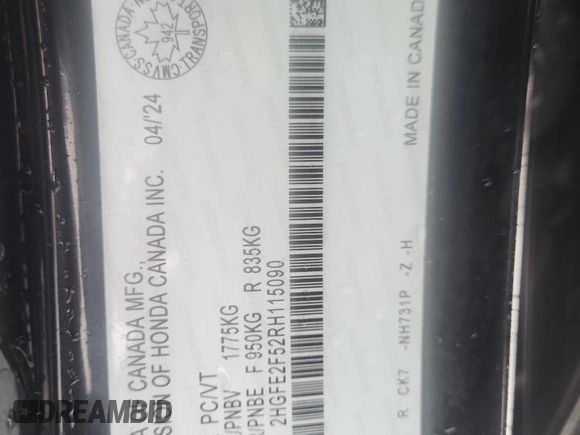 CANADA MFG.,
OF HONDA CANADA INC. 04/'24
PC/VT
/PNBV 1775KG
/PNBE F 950KG R 835KG
2HGFE2F52RH115090
R CK7 -NH731P -Z -H
MADE IN CANADA
CANADA
942
TRANSPORT
CMVSS
DREAMBID